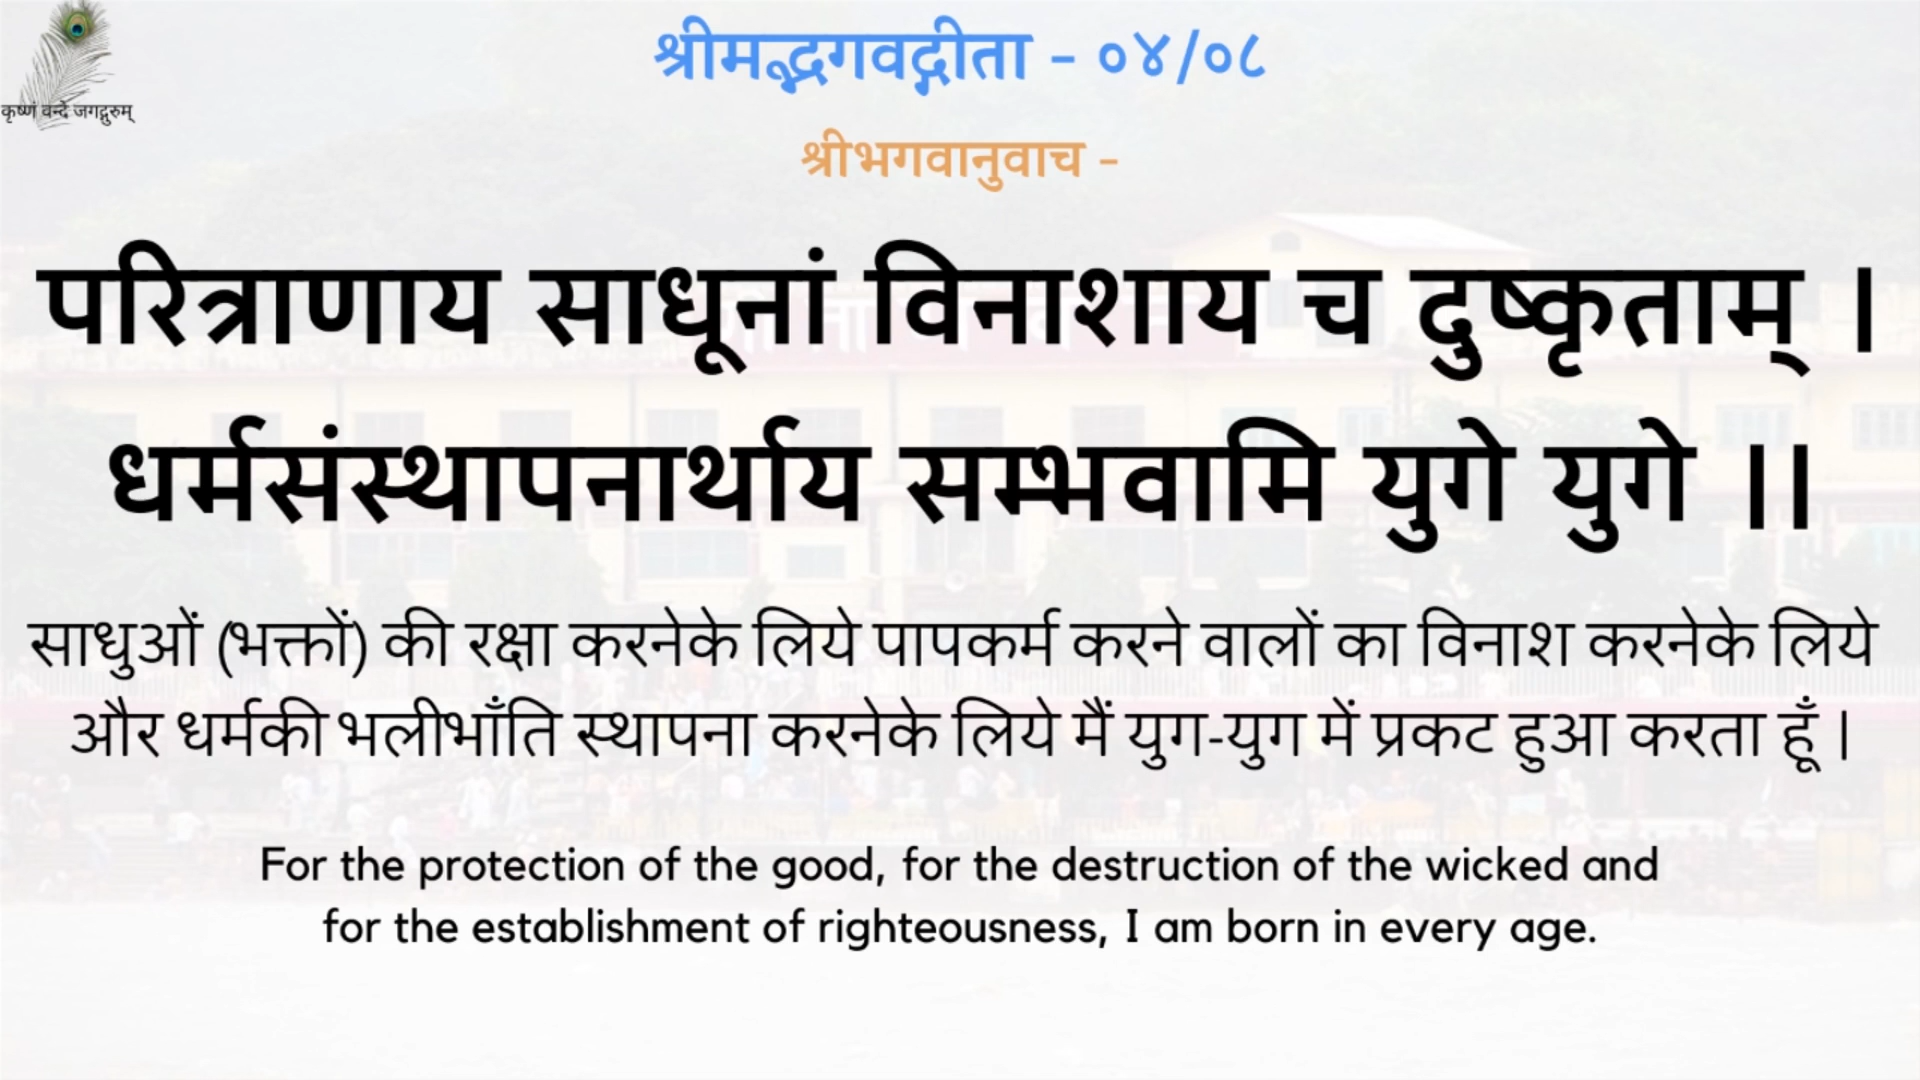 कृष्णं वन्दे जगद्गुरुम्
श्रीमद्भगवद्गीता - ०४/०८
श्रीभगवानुवाच -
परित्राणाय साधूनां विनाशाय च दुष्कृताम् ।
धर्मसंस्थापनार्थाय सम्भवामि युगे युगे ।।
साधुओं (भक्तों) की रक्षा करनेके लिये पापकर्म करने वालों का विनाश करनेके लिये
और धर्मकी भलीभाँति स्थापना करनेके लिये मैं युग-युग में प्रकट हुआ करता हूँ |
For the protection of the good, for the destruction of the wicked and
for the establishment of righteousness, I am born in every age.